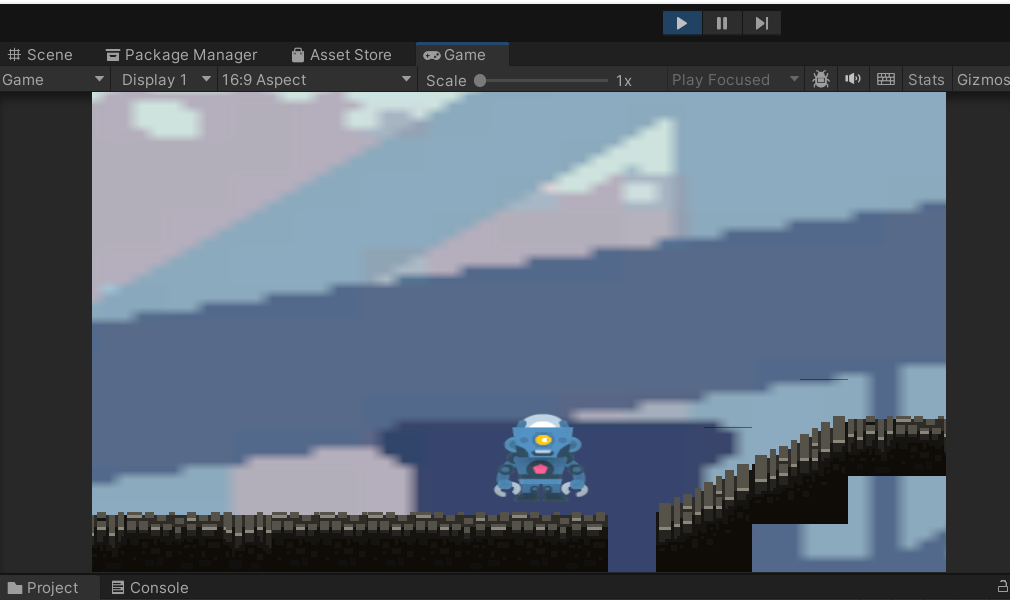 Scene Package Manager Asset Store Game
Game Display 1 16:9 Aspect Scale 1x Play Focused Stats Gizmos
Project Console